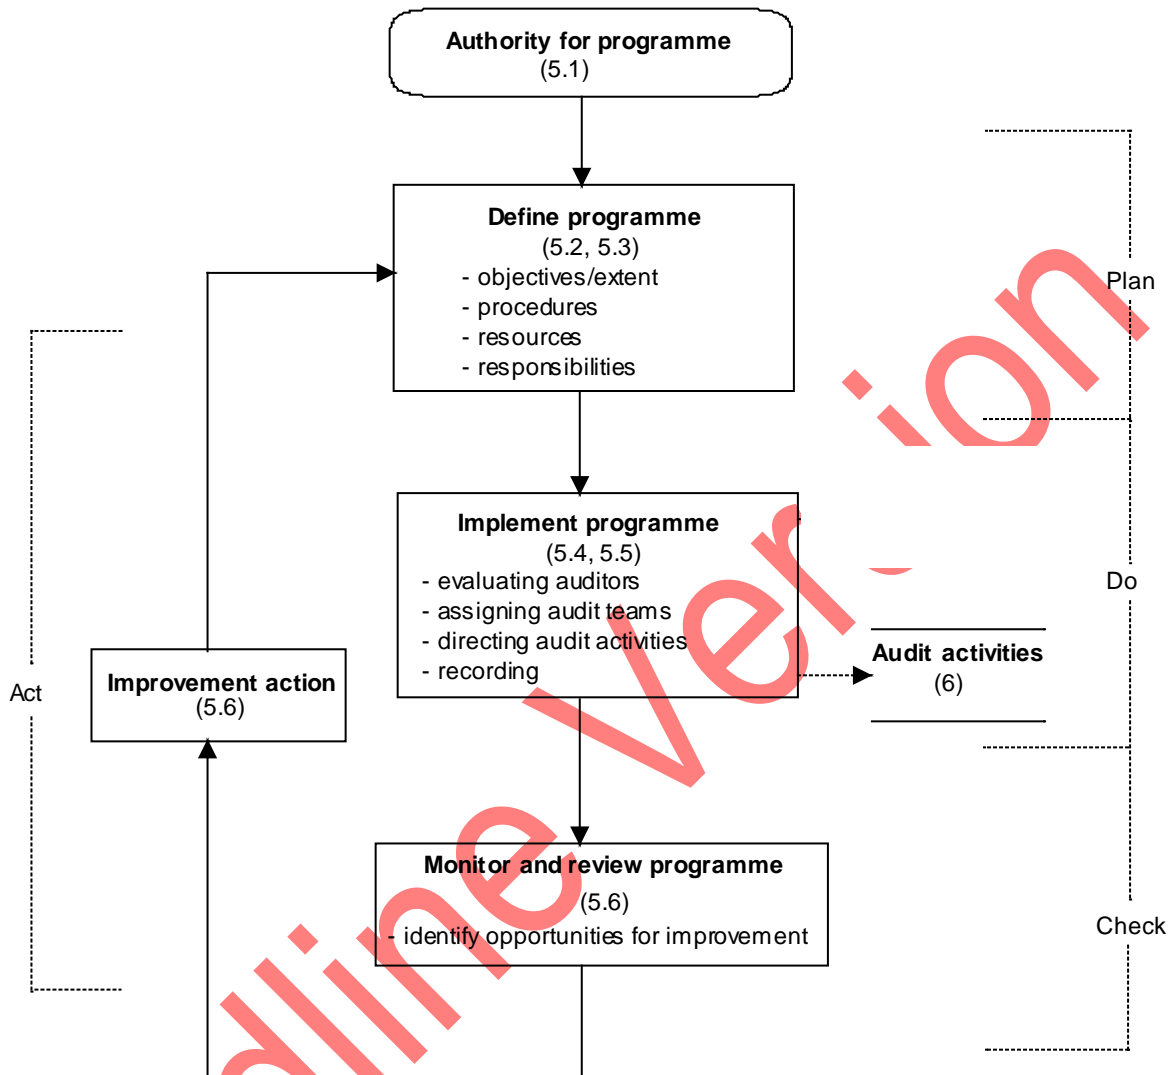 Authority for programme
(5.1)
Define programme
(5.2, 5.3)
- objectives/extent
- procedures
- resources
- responsibilities
Plan
Implement programme
(5.4, 5.5)
- evaluating auditors
- assigning audit teams
- directing audit activities
- recording
Do
Audit activities
(6)
Improvement action
(5.6)
Act
Monitor and review programme
(5.6)
- identify opportunities for improvement
Check
dline Version